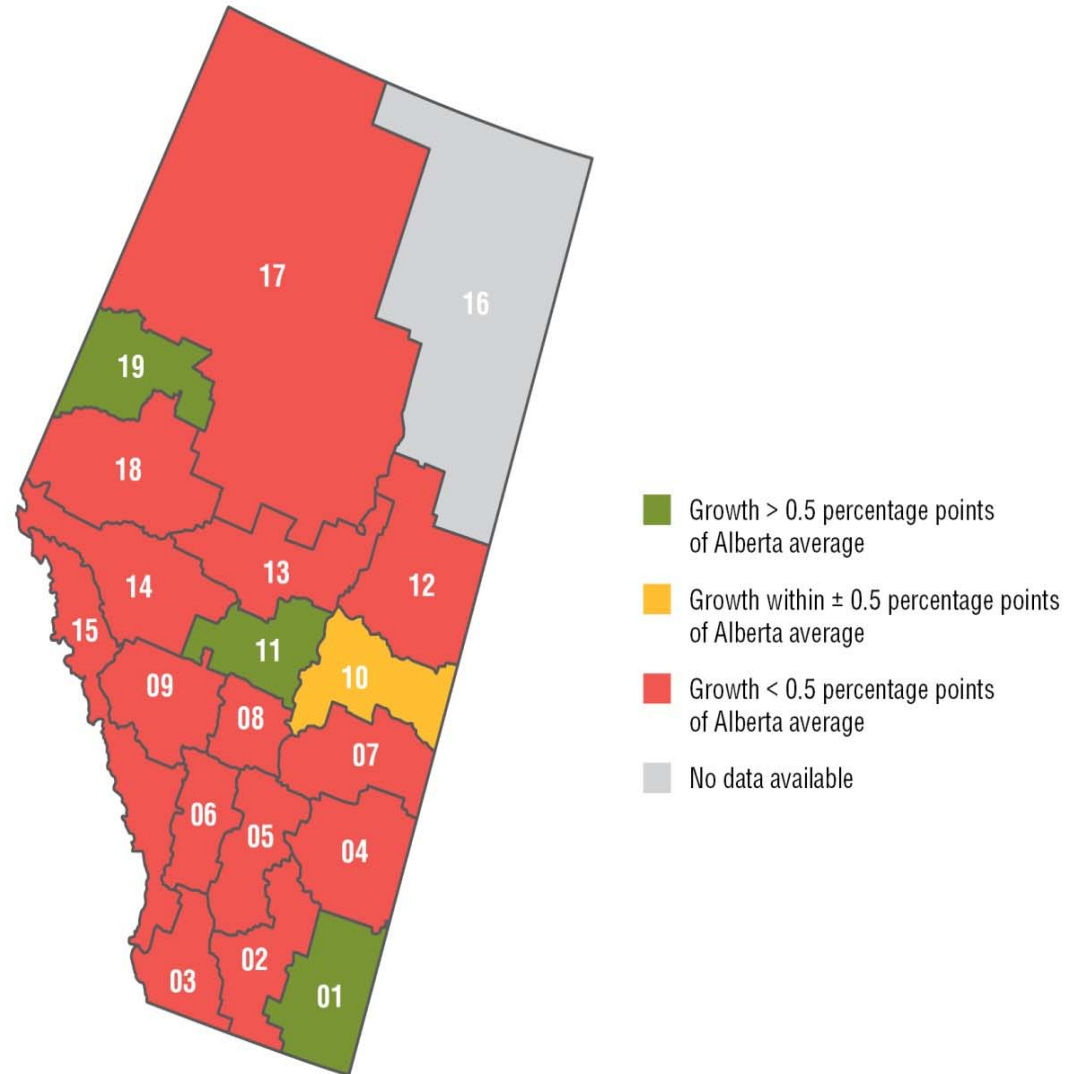 17
16
19
18
13
12
14
11
15
10
09
08
07
06
05
04
02
03
01
Growth > 0.5 percentage points
of Alberta average
Growth within ± 0.5 percentage points
of Alberta average
Growth < 0.5 percentage points
of Alberta average
No data available